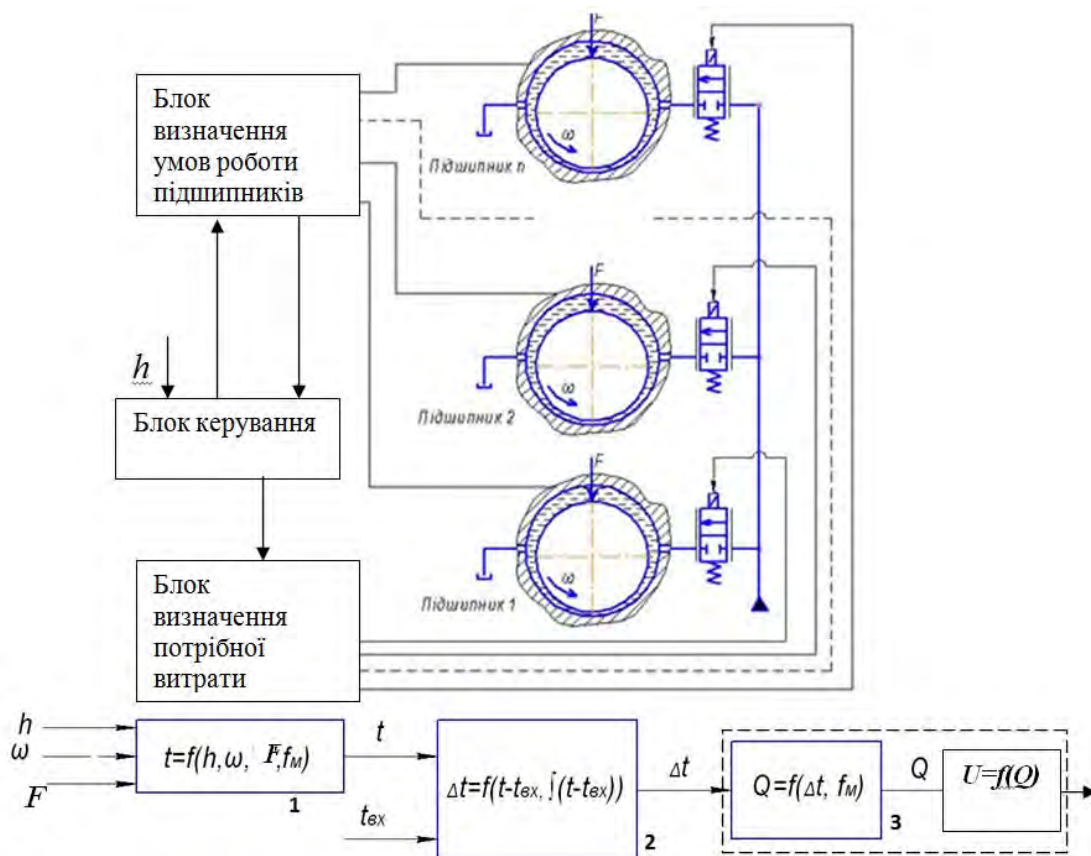 F
Блок
визначення
умов роботи
підшипників
ω
Підшипник n
F
h
ω
Блок керування
Підшипник 2
F
Блок
визначення
потрібної
витрати
ω
Підшипник 1
h
ω
F
t=f(h,ω, F,fм)
1
t
tвх
Δt=f(t-tвх, ∫(t-tвх))
2
Δt
Q=f(Δt, fм)
3
Q
U=f(Q)